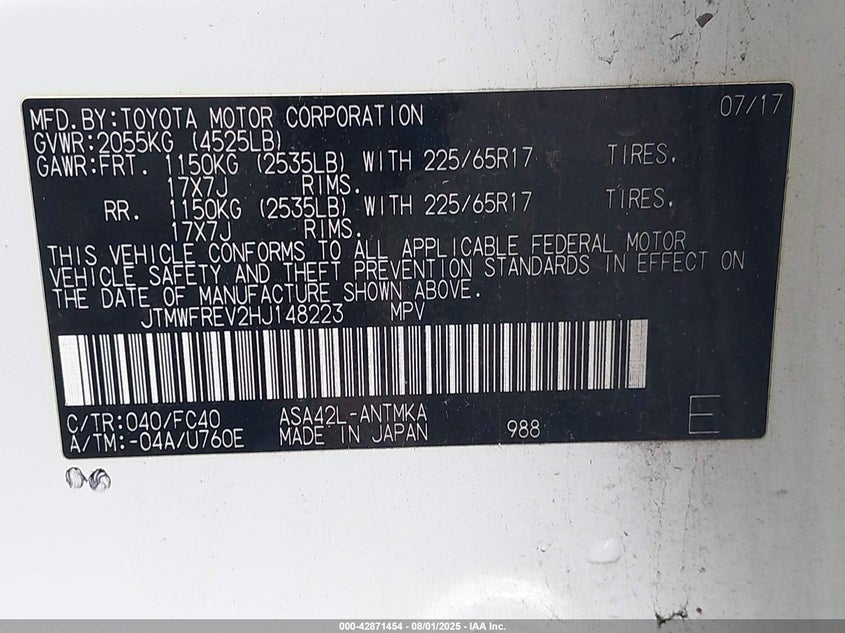 MFD.BY:TOYOTA MOTOR CORPORATION 07/17
GVWR:2055KG (4525LB)
GAWR:FRT. 1150KG (2535LB) WITH 225/65R17 TIRES.
17X7J RIMS.
RR. 1150KG (2535LB) WITH 225/65R17 TIRES.
17X7J RIMS.
THIS VEHICLE CONFORMS TO ALL APPLICABLE FEDERAL MOTOR
VEHICLE SAFETY AND THEFT PREVENTION STANDARDS IN EFFECT ON
THE DATE OF MANUFACTURE SHOWN ABOVE.
JTMWFREV2HJ148223 MPV
C/TR:040/FC40 ASA42L-ANTMKA
A/TM:-04A/U760E MADE IN JAPAN 988 E
000-42871454 - 08/01/2025 - IAA Inc.